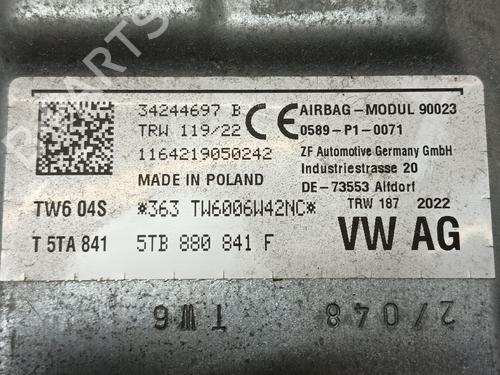 34244697 B
TRW 119/22
1164219050242
CE
AIRBAG-MODUL 90023
0589-P1-0071
ZF Automotive Germany GmbH
Industriestrasse 20
DE-73553 Alfdorf
MADE IN POLAND
TRW 187 2022
TW6 04S
*363 TW6006W42NC*
VW AG
T 5TA 841
5TB 880 841 F
TW6
2/048